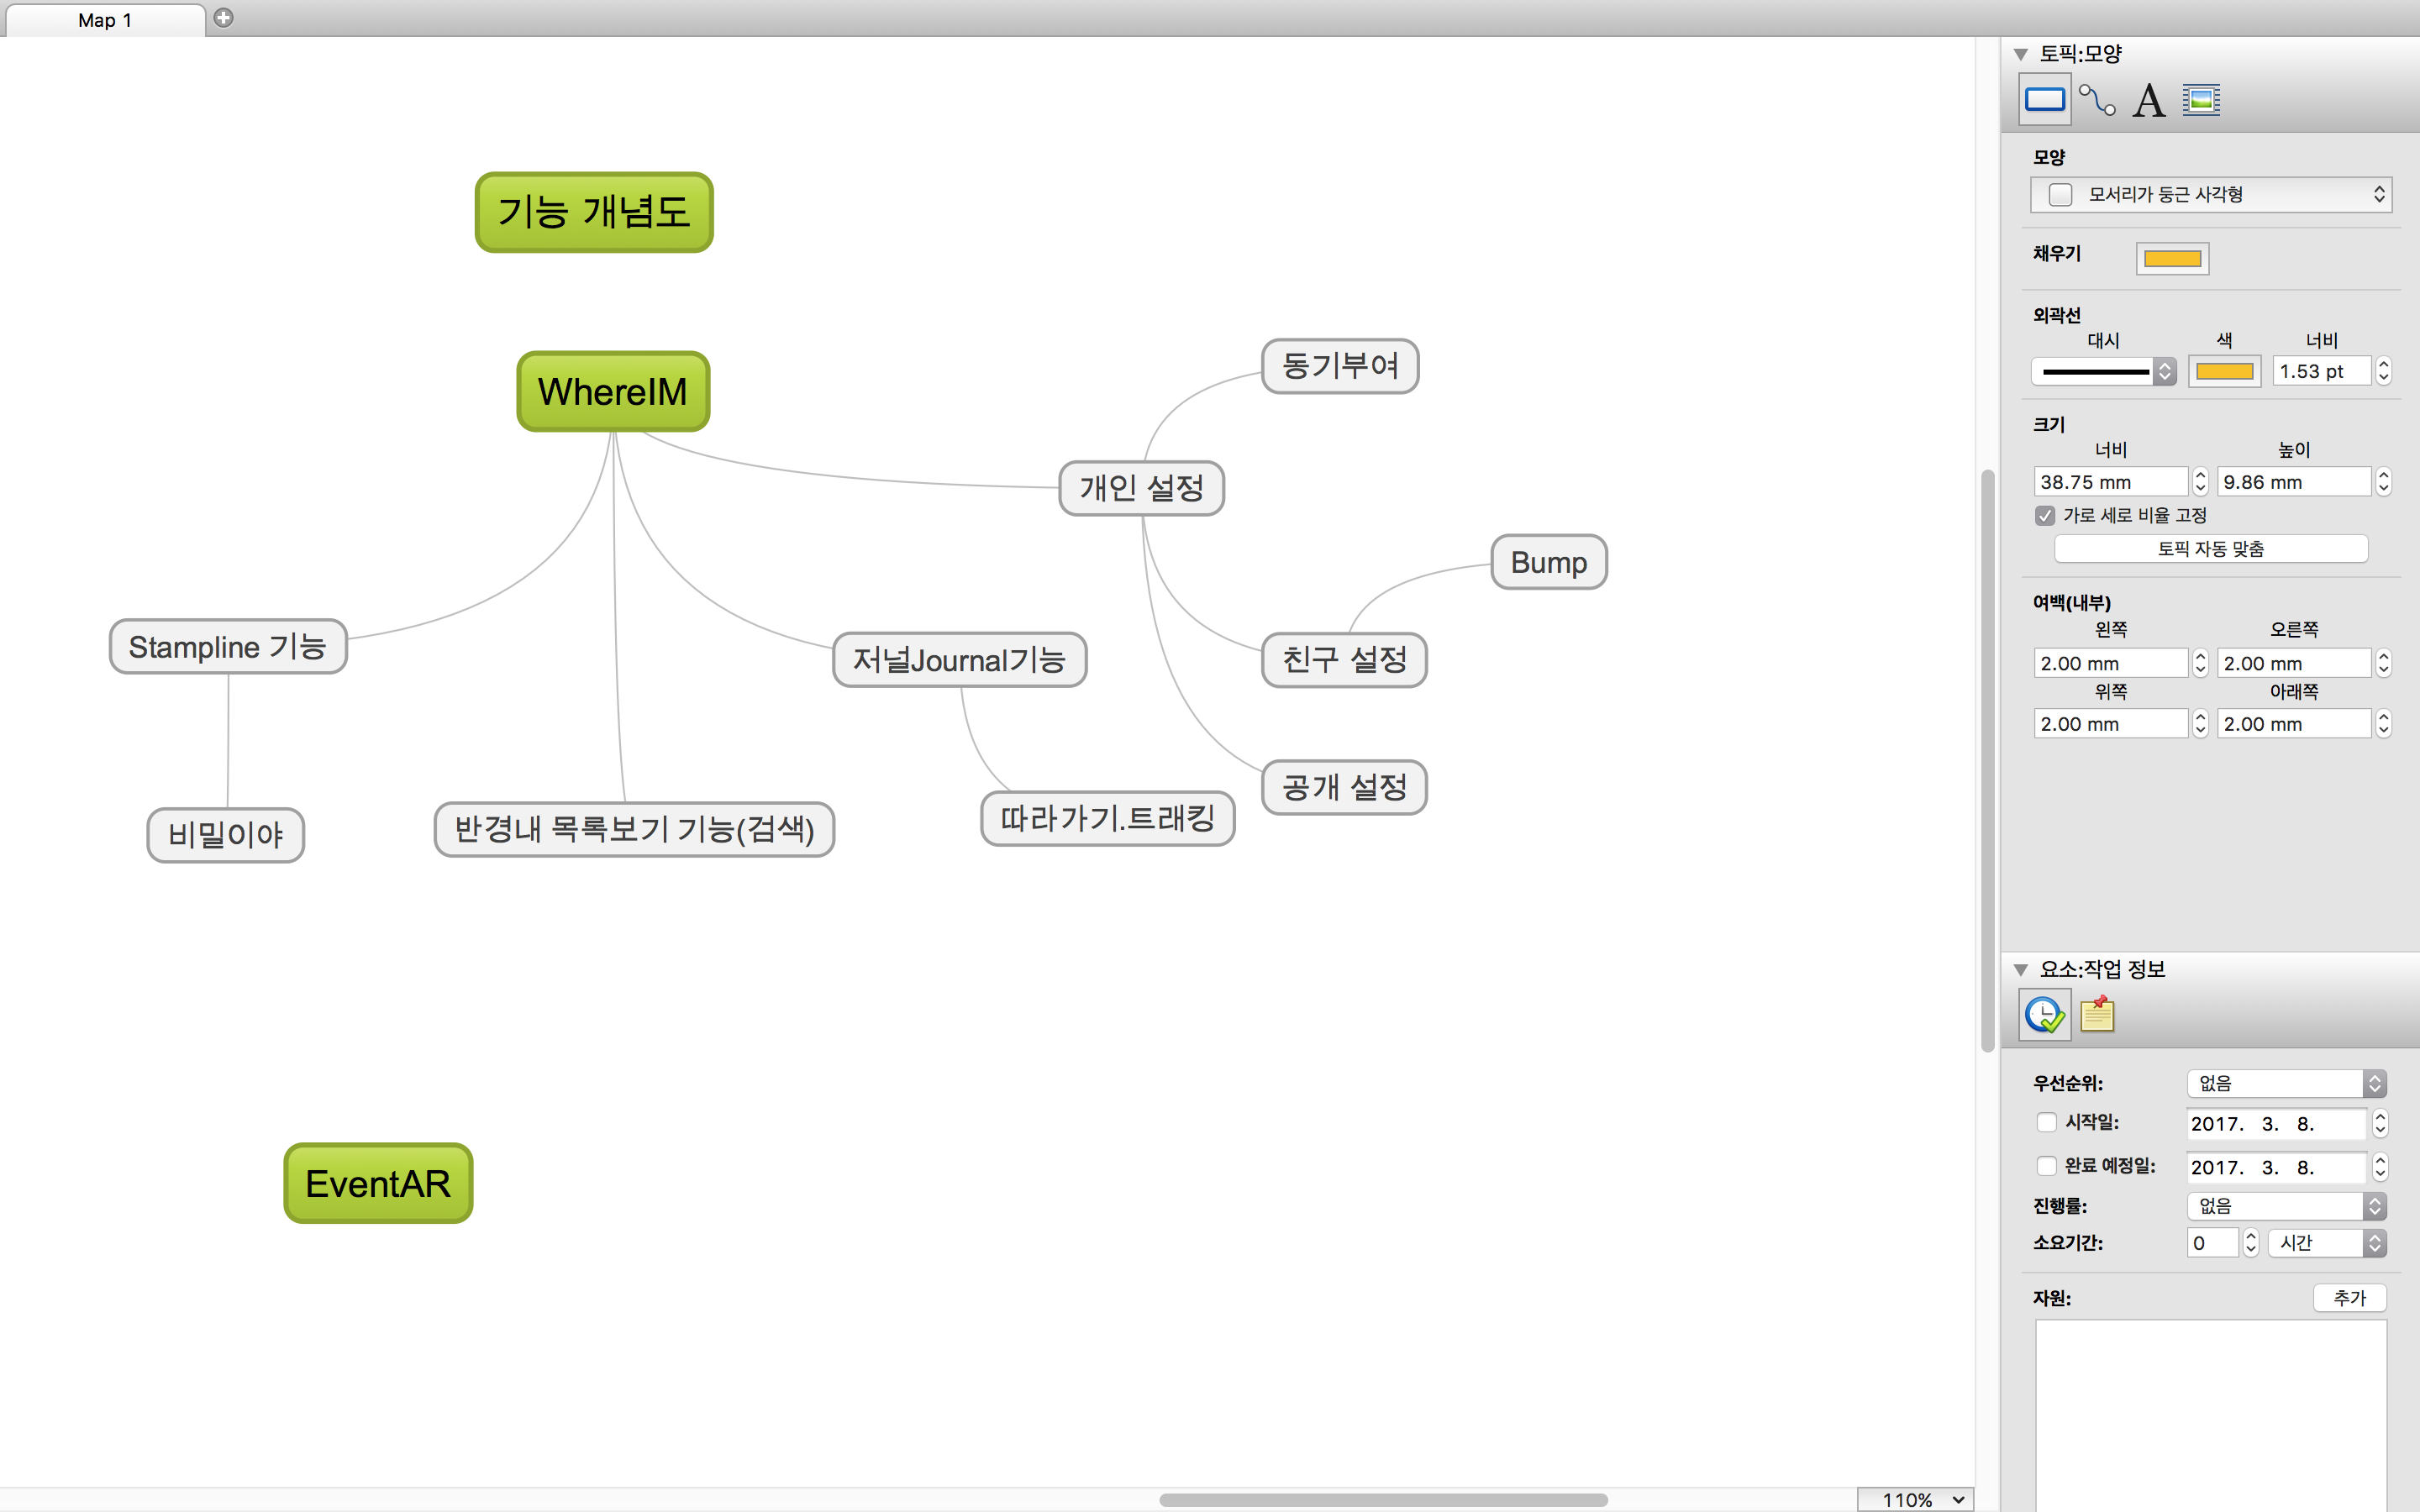 Map 1
기능 개념도
WhereIM
동기부여
개인 설정
Bump
Stampline 기능
저널Journal기능
친구 설정
공개 설정
비밀이야
반경내 목록보기 기능(검색)
따라가기.트래킹
EventAR
110%
토픽:모양
A
모양
모서리가 둥근 사각형
채우기
외곽선
대시 색 너비
1.53 pt
크기
너비 높이
38.75 mm 9.86 mm
가로 세로 비율 고정
토픽 자동 맞춤
여백(내부)
왼쪽 오른쪽
2.00 mm 2.00 mm
위쪽 아래쪽
2.00 mm 2.00 mm
요소:작업 정보
우선순위: 없음
시작일: 2017. 3. 8.
완료 예정일: 2017. 3. 8.
진행률: 없음
소요기간: 0 시간
자원: 추가